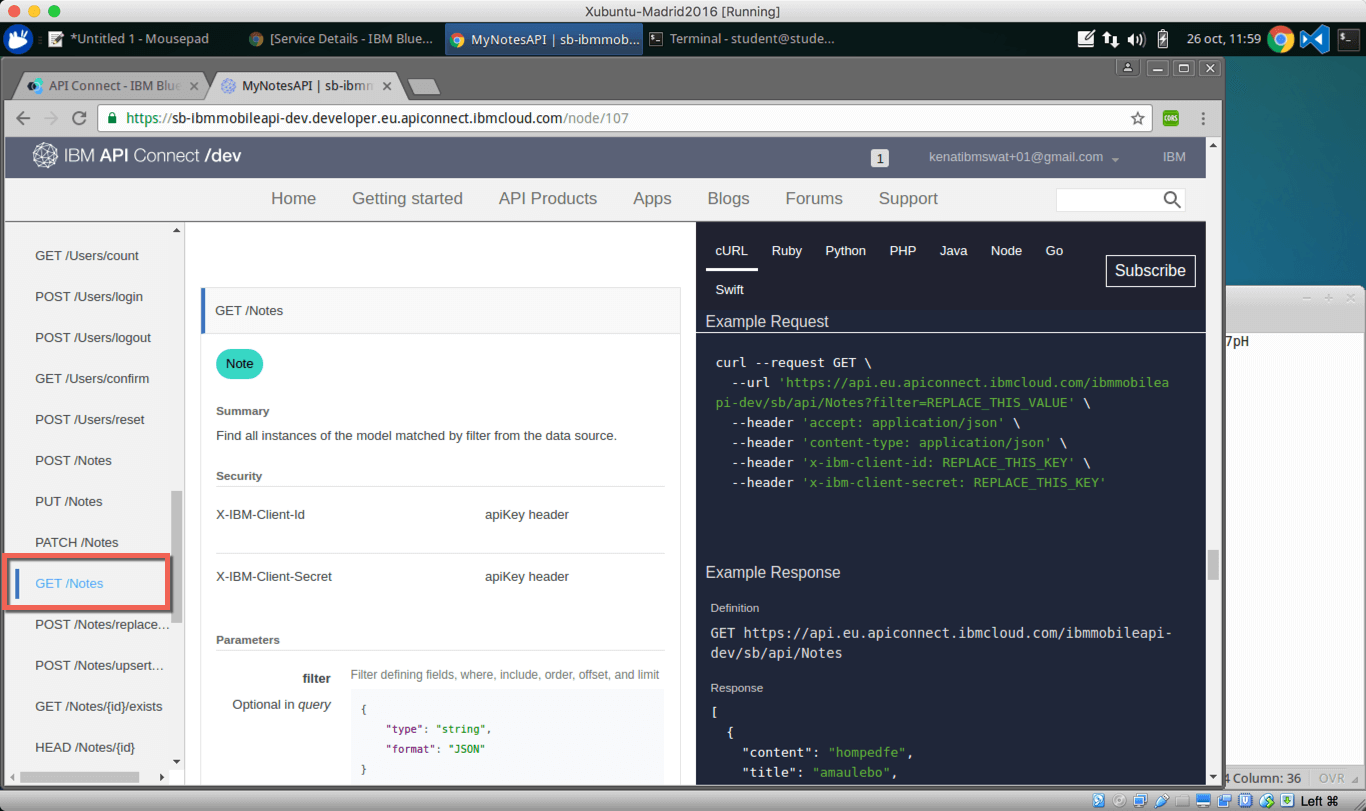 Xubuntu-Madrid2016 [Running]
*Untitled 1 - Mousepad
[Service Details - IBM Blue...
MyNotesAPI | sb-ibmmob...
Terminal - student@stude...
26 oct, 11:59
API Connect - IBM Blue
MyNotesAPI | sb-ibmm
https://sb-ibmmobileapi-dev.developer.eu.apiconnect.ibmcloud.com/node/107
CORS
IBM API Connect /dev
1
kenatibmswat+01@gmail.com
IBM
Home
Getting started
API Products
Apps
Blogs
Forums
Support
GET /Users/count
POST /Users/login
POST /Users/logout
GET /Users/confirm
POST /Users/reset
POST /Notes
PUT /Notes
PATCH /Notes
GET /Notes
POST /Notes/replace...
POST /Notes/upsert...
GET /Notes/{id}/exists
HEAD /Notes/{id}
GET /Notes
Note
Summary
Find all instances of the model matched by filter from the data source.
Security
X-IBM-Client-Id apiKey header
X-IBM-Client-Secret apiKey header
Parameters
filter
Optional in query
Filter defining fields, where, include, order, offset, and limit
{
"type": "string",
"format": "JSON"
}
cURL Ruby Python PHP Java Node Go
Swift
Subscribe
Example Request
curl --request GET \
--url 'https://api.eu.apiconnect.ibmcloud.com/ibmmobilea
pi-dev/sb/api/Notes?filter=REPLACE_THIS_VALUE' \
--header 'accept: application/json' \
--header 'content-type: application/json' \
--header 'x-ibm-client-id: REPLACE_THIS_KEY' \
--header 'x-ibm-client-secret: REPLACE_THIS_KEY'
Example Response
Definition
GET https://api.eu.apiconnect.ibmcloud.com/ibmmobileapi-
dev/sb/api/Notes
Response
[
{
"content": "hompedfe",
"title": "amaulebo",
7pH
4 Column: 36 OVR
Left ⌘